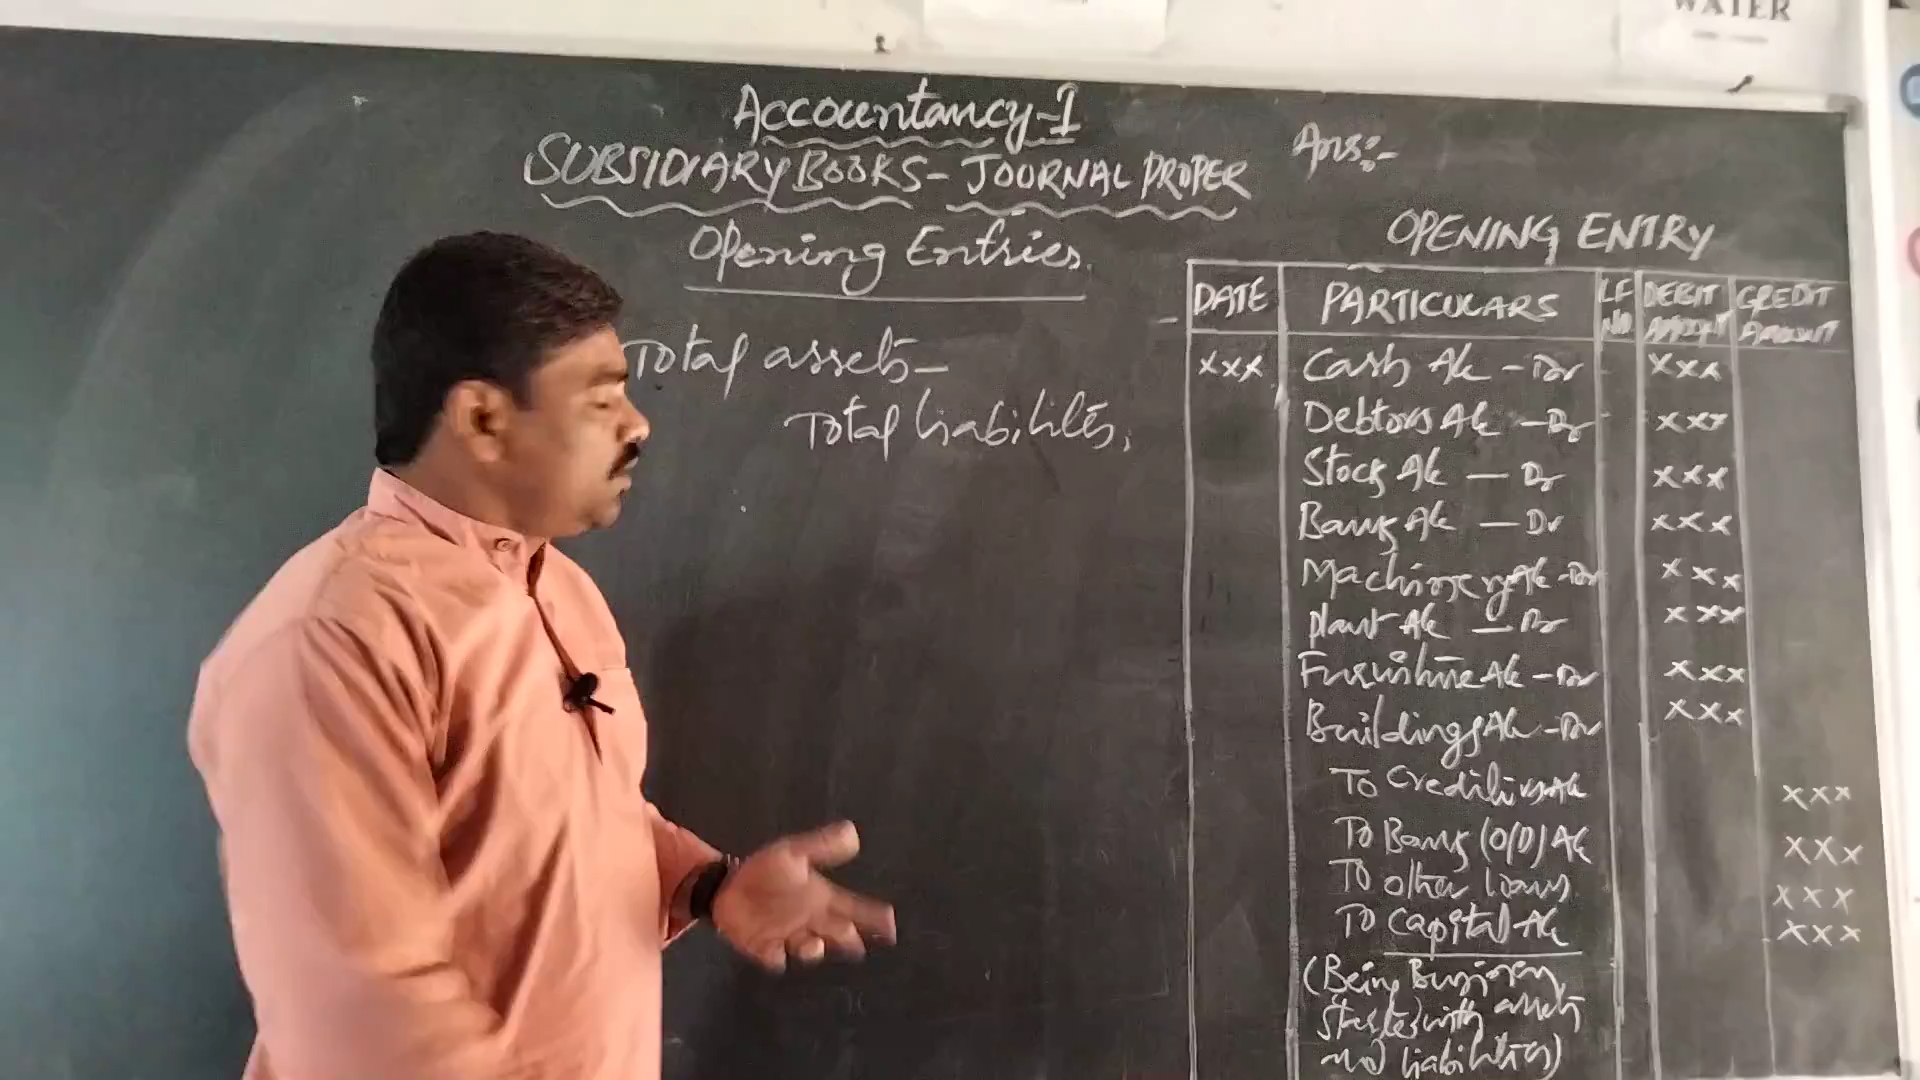 WATER
Accountancy-I
SUBSIDIARY BOOKS - JOURNAL PROPER
Opening Entries
Total assets -
Total liabilities,
Ans:-
OPENING ENTRY
DATE PARTICULARS LF NO DEBIT AMOUNT CREDIT AMOUNT
xxx Cash A/c - Dr xxx
Debtors A/c - Dr xxx
Stock A/c - Dr xxx
Bank A/c - Dr xxx
Machinery A/c - Dr xxx
Plant A/c - Dr xxx
Furniture A/c - Dr xxx
Buildings A/c - Dr xxx
To Creditors A/c xxx
To Bank (O/D) A/c xxx
To other loans xxx
To Capital A/c xxx
(Being Business
started with assets
and liabilities)